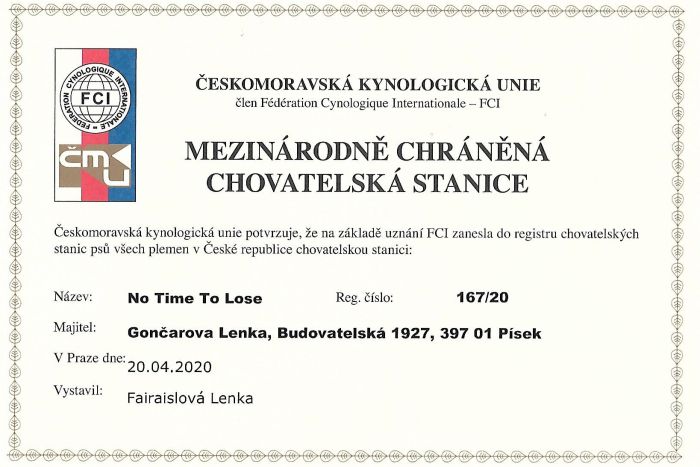 FEDERATION CYNOLOGIQUE INTERNATIONALE
FCI
ČMKU
ČESKOMORAVSKÁ KYNOLOGICKÁ UNIE
člen Fédération Cynologique Internationale – FCI
MEZINÁRODNĚ CHRÁNĚNÁ
CHOVATELSKÁ STANICE
Českomoravská kynologická unie potvrzuje, že na základě uznání FCI zanesla do registru chovatelských
stanic psů všech plemen v České republice chovatelskou stanici:
Název: No Time To Lose Reg. číslo: 167/20
Majitel: Gončarova Lenka, Budovatelská 1927, 397 01 Písek
V Praze dne: 20.04.2020
Vystavil: Fairaislová Lenka